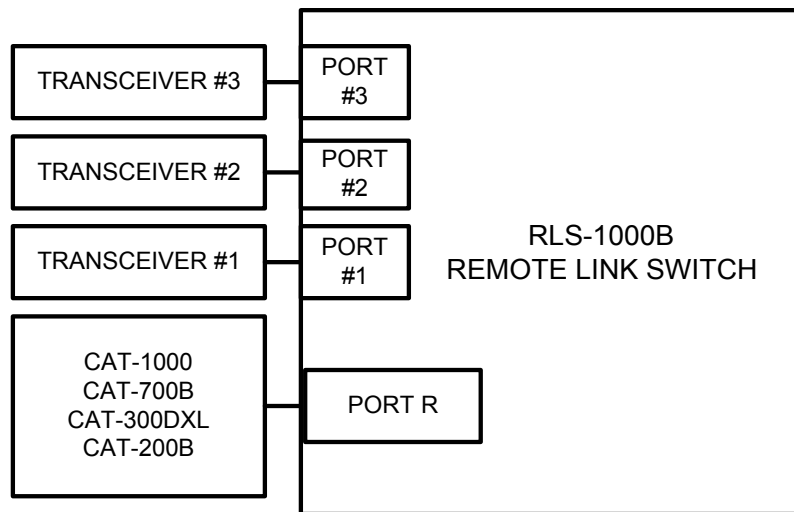 TRANSCEIVER #3
PORT
#3
TRANSCEIVER #2
PORT
#2
TRANSCEIVER #1
PORT
#1
RLS-1000B
REMOTE LINK SWITCH
CAT-1000
CAT-700B
CAT-300DXL
CAT-200B
PORT R